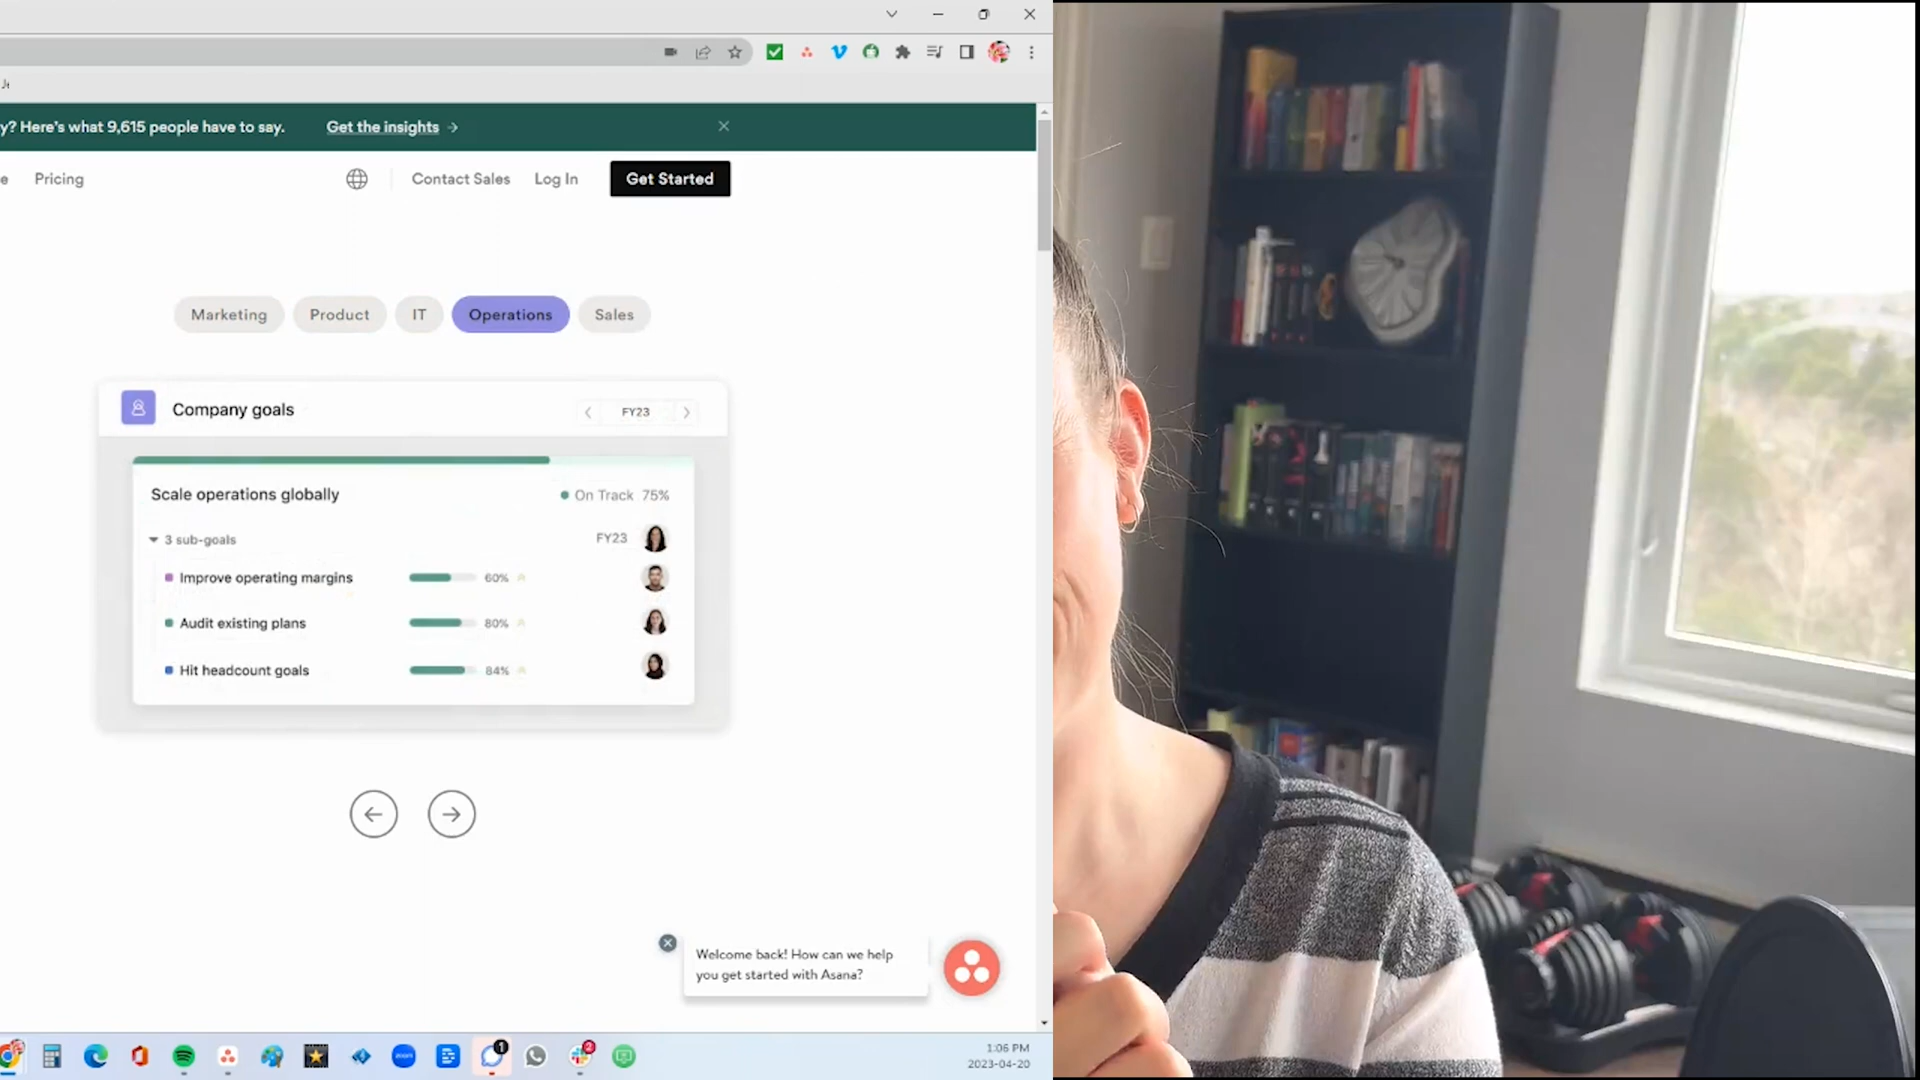 y? Here's what 9,615 people have to say. Get the insights →
e Pricing Contact Sales Log In Get Started
Marketing Product IT Operations Sales
Company goals FY23
Scale operations globally On Track 75%
3 sub-goals FY23
Improve operating margins 60%
Audit existing plans 80%
Hit headcount goals 84%
Welcome back! How can we help
you get started with Asana?
zoom 1 2
1:06 PM
2023-04-20